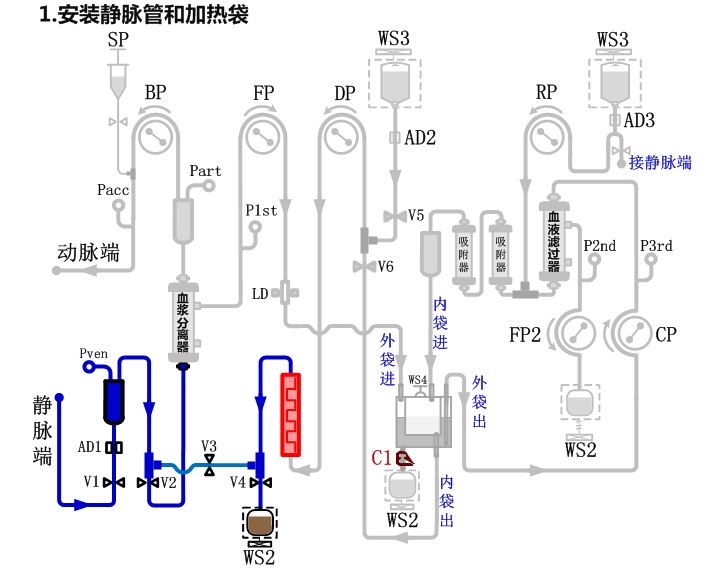 1.安装静脉管和加热袋
SP
BP
FP
DP
WS3
RP
WS3
AD2
AD3
接静脉端
Pacc
Part
P1st
V5
动脉端
V6
LD
血浆分离器
吸附器
吸附器
血液滤过器
P2nd
P3rd
内袋进
外袋进
FP2
CP
Pven
WS4
外袋出
静脉端
AD1
V1
V2
V3
V4
C1
WS2
内袋出
WS2
WS2